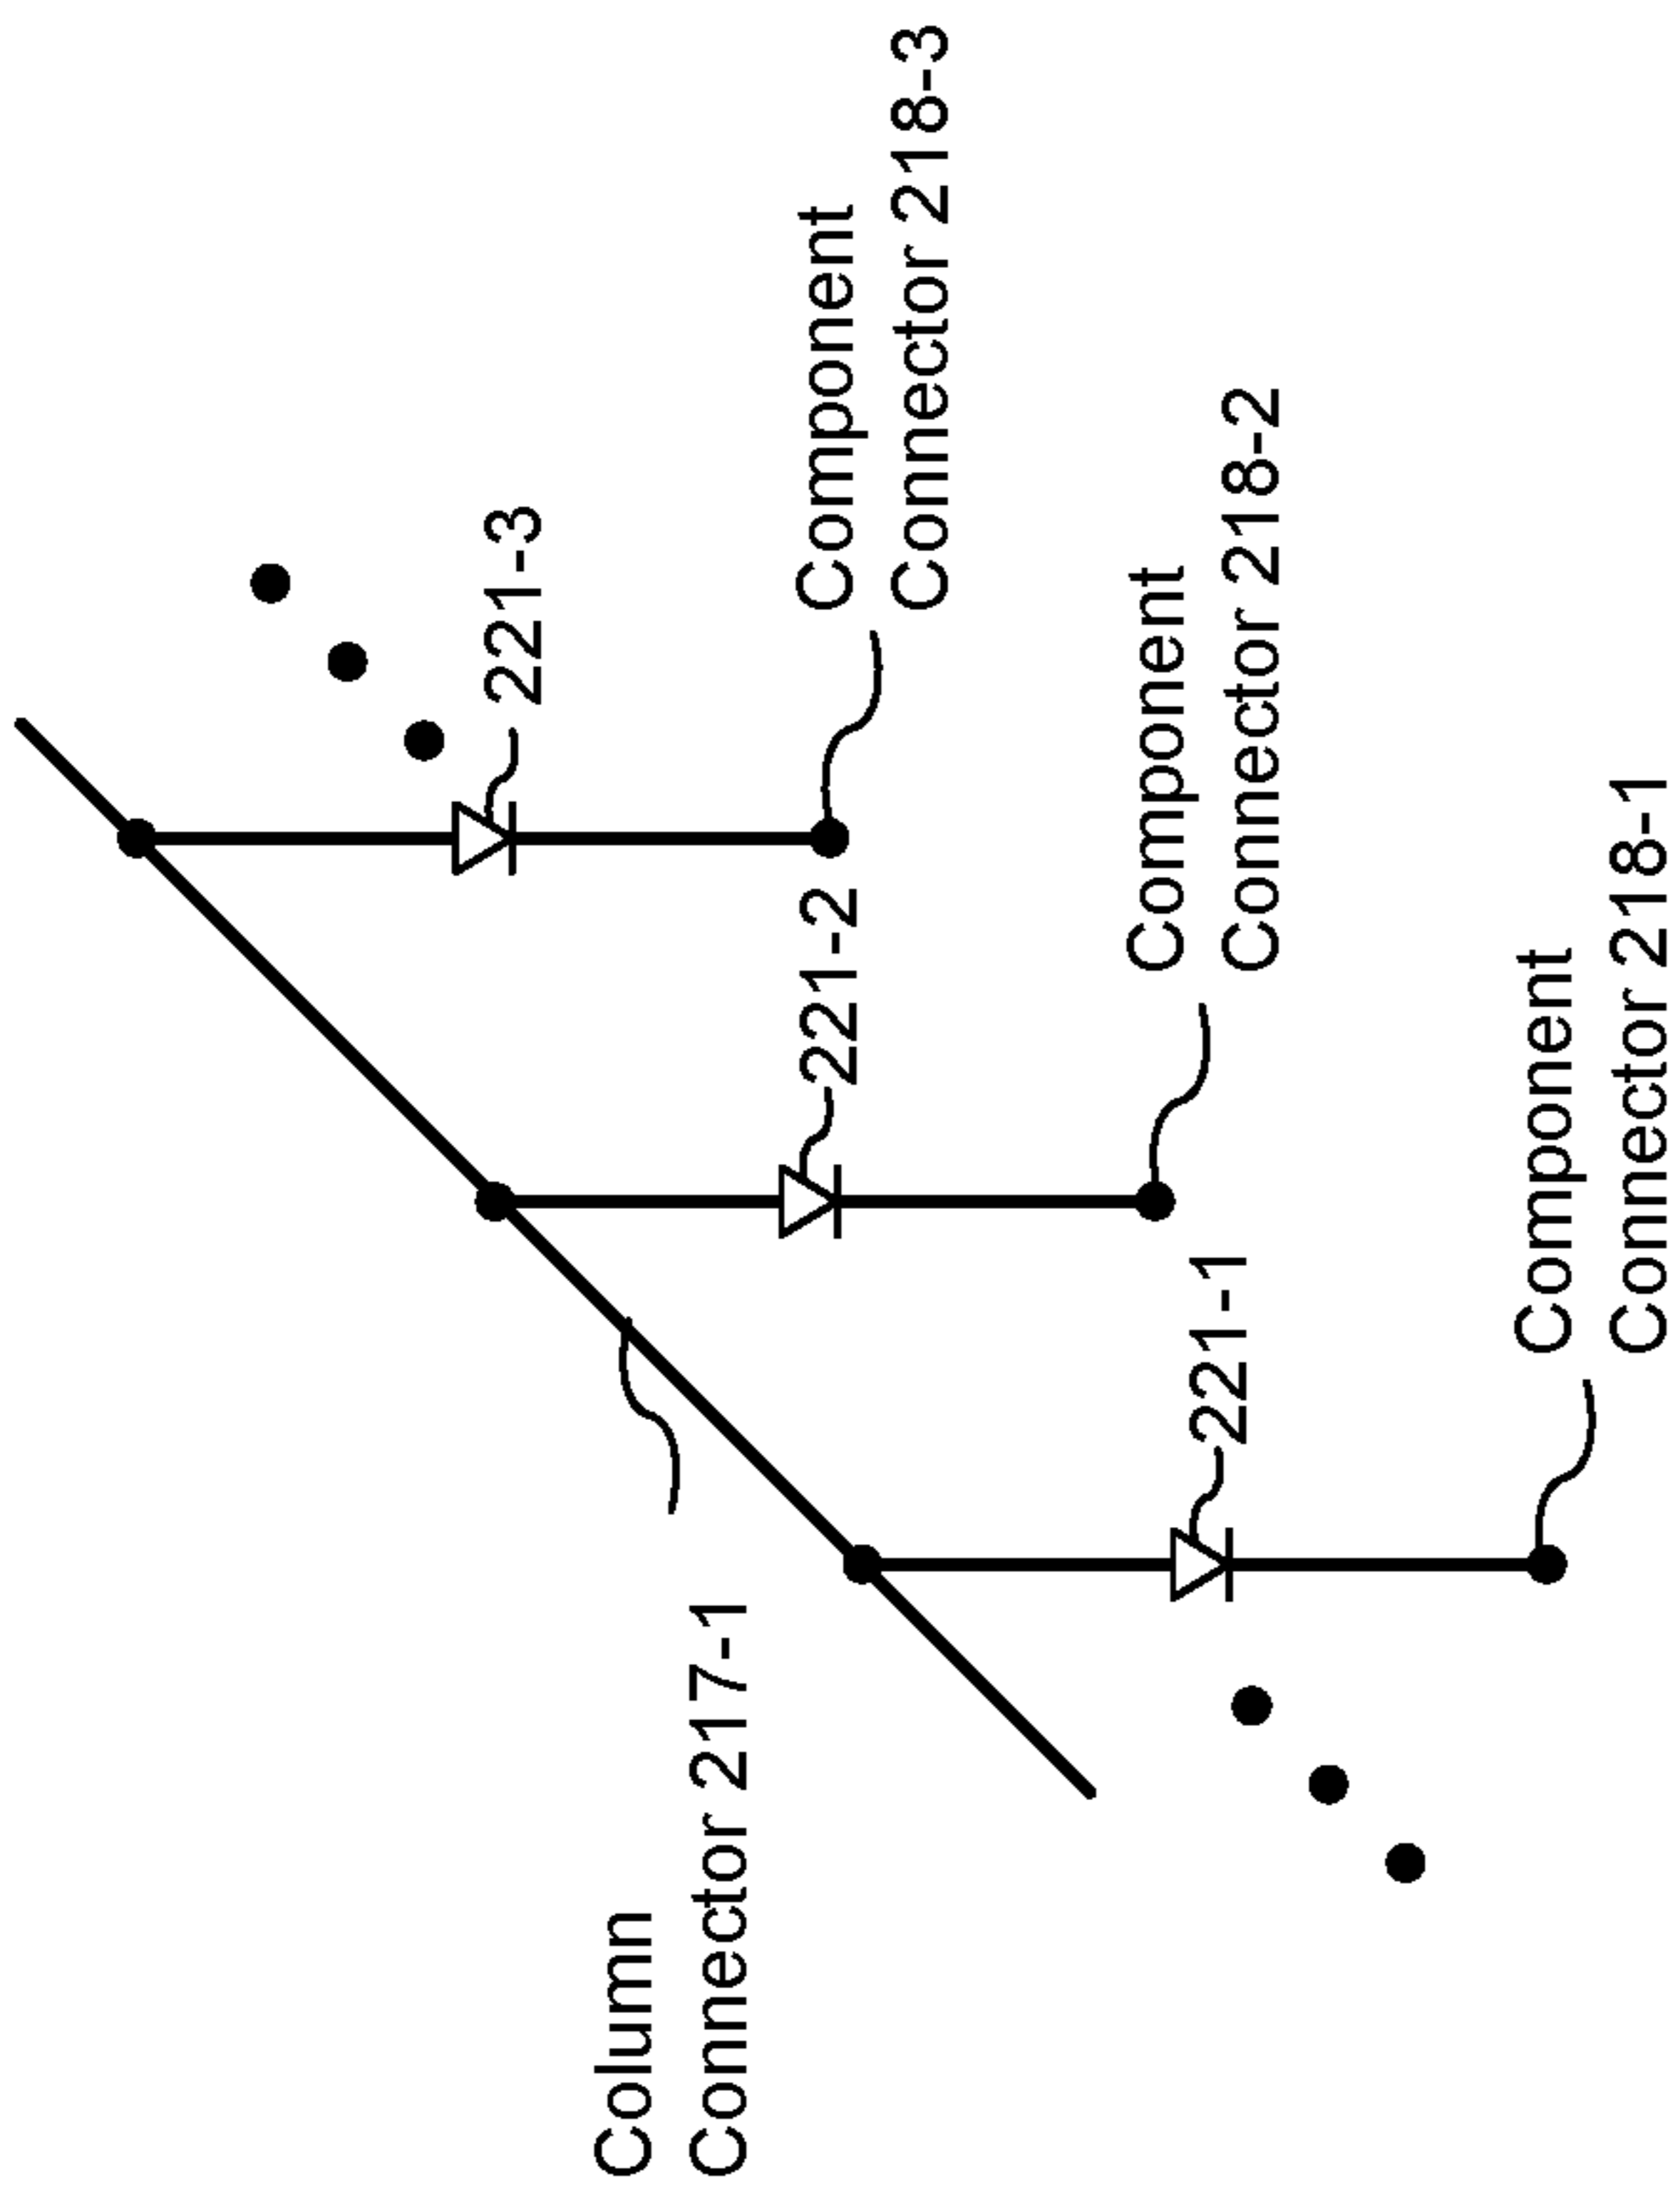 Column
Connector 217-1
221-1
Component
Connector 218-1
221-2
Component
Connector 218-2
221-3
Component
Connector 218-3